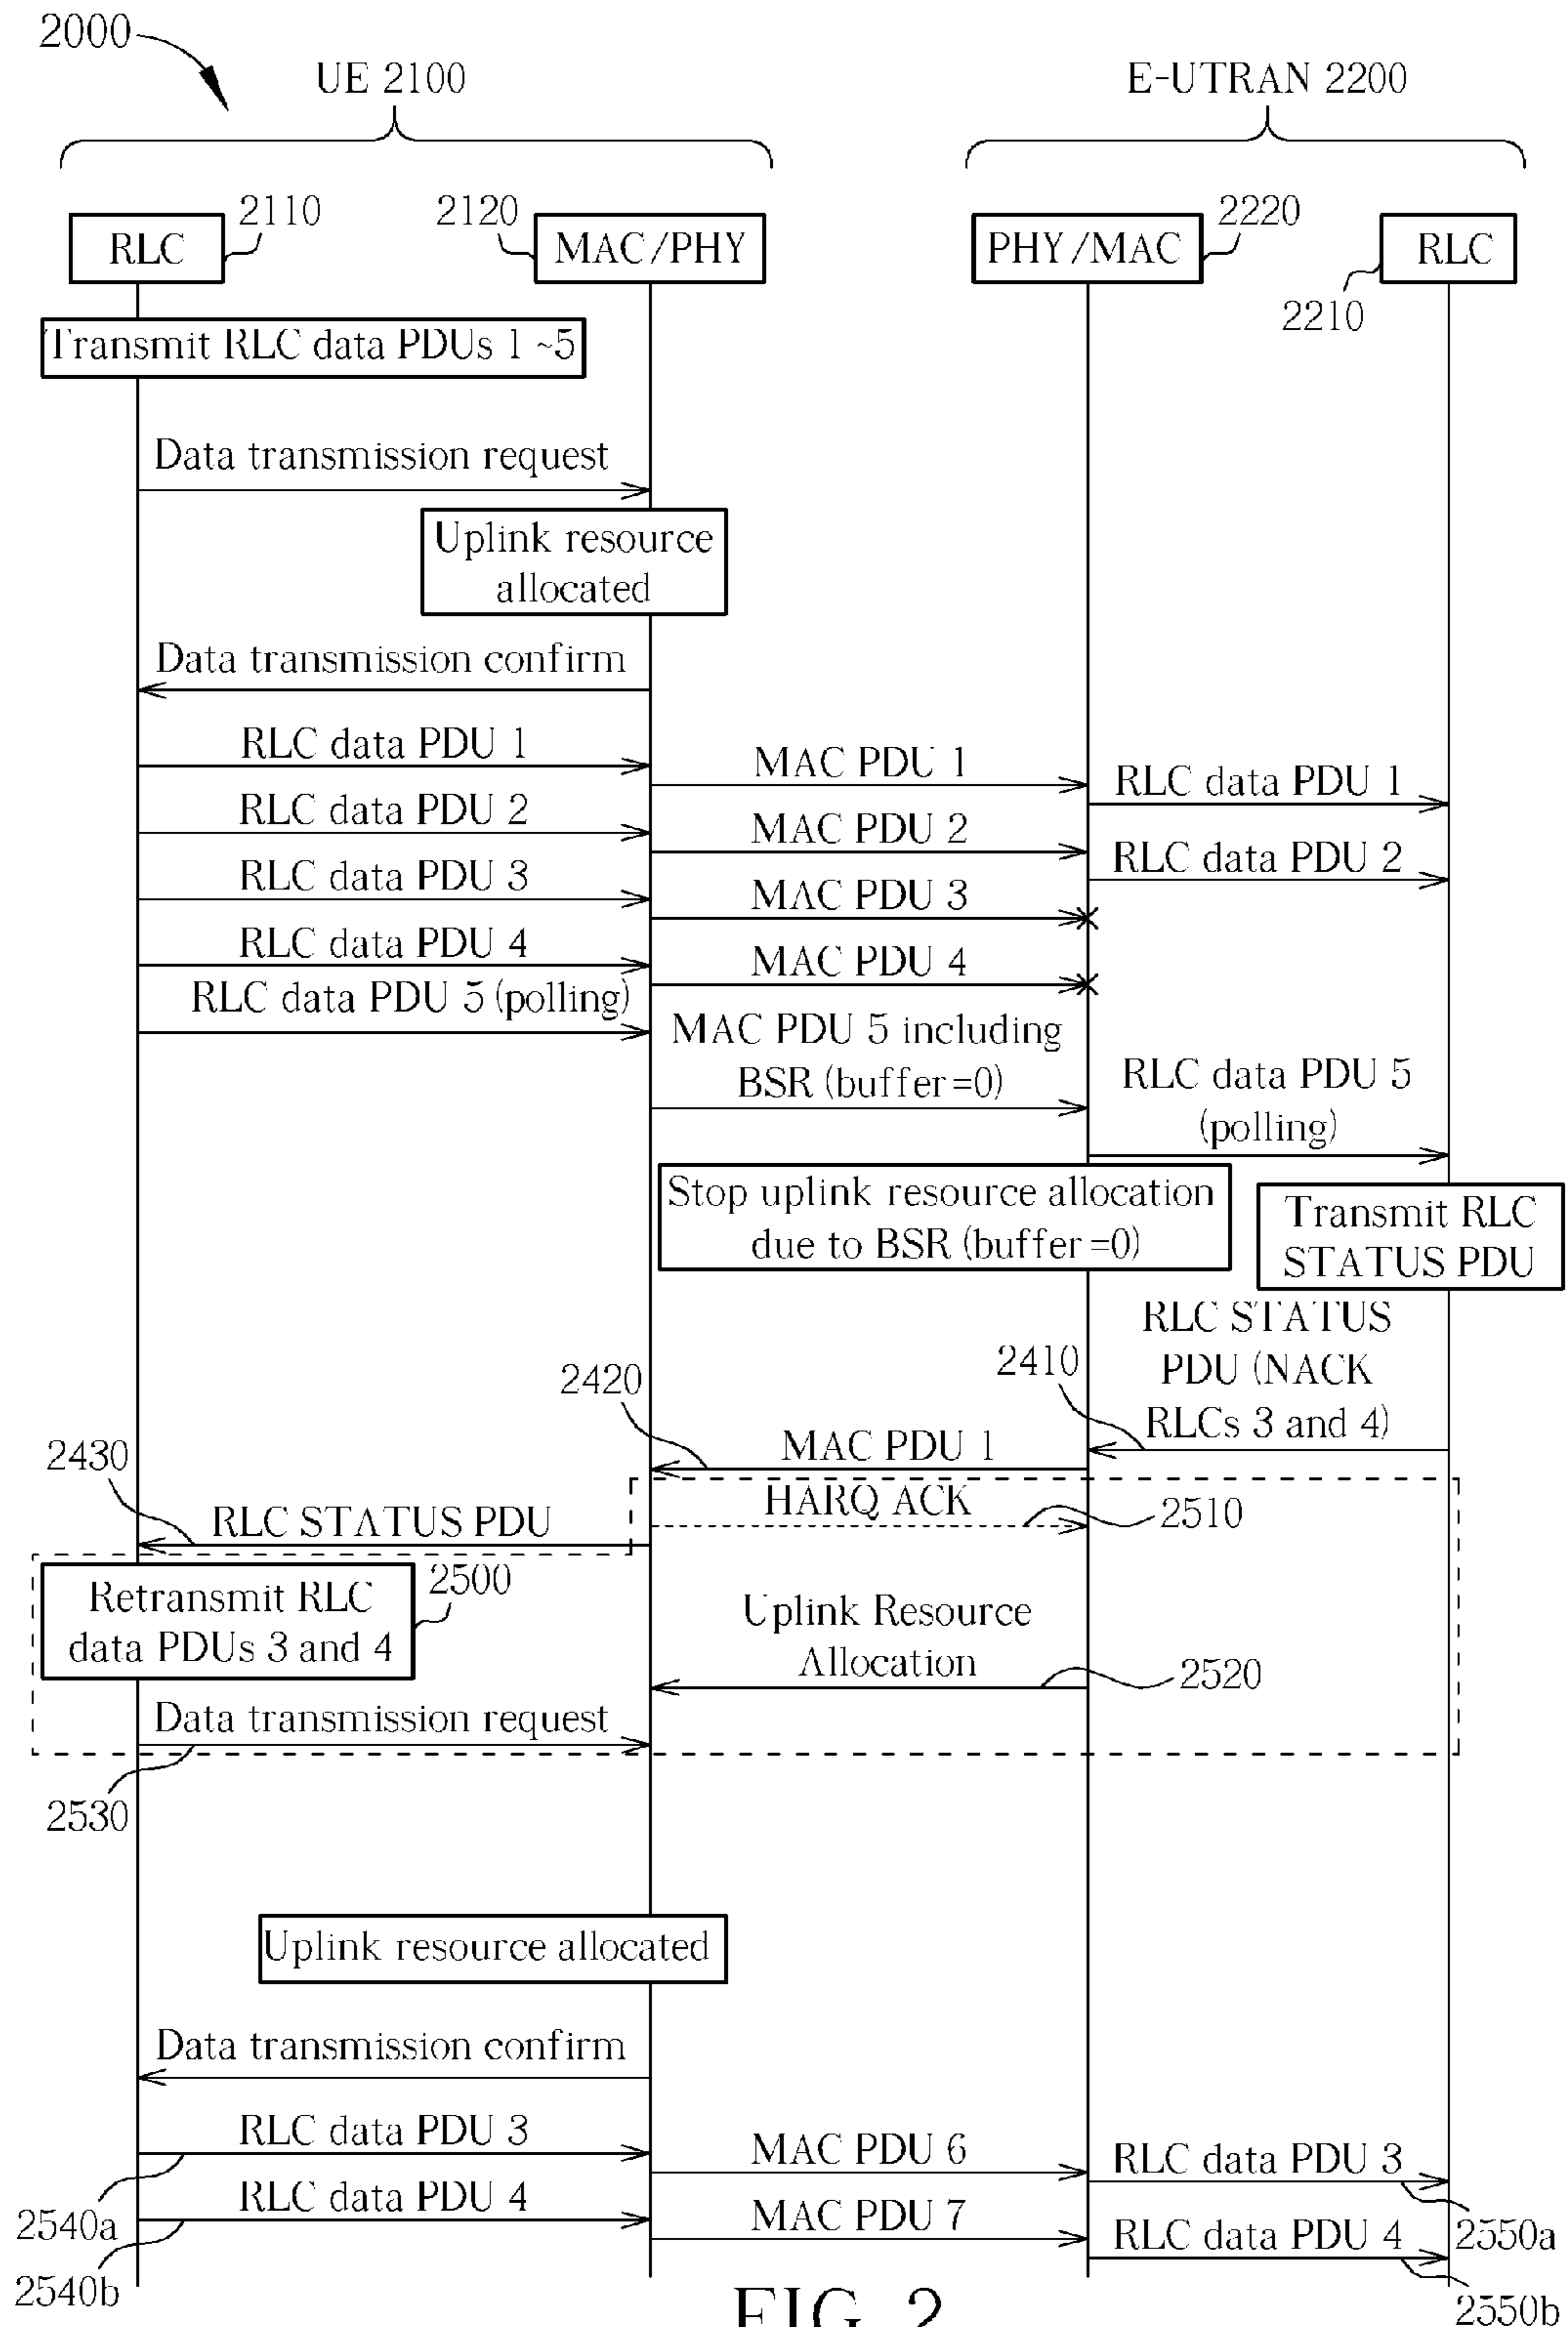 2000
UE 2100
E-UTRAN 2200
2110
2120
2220
RLC
MAC/PHY
PHY/MAC
RLC
2210
Transmit RLC data PDUs 1 ~5
Data transmission request
Uplink resource
allocated
Data transmission confirm
RLC data PDU 1
MAC PDU 1
RLC data PDU 1
RLC data PDU 2
MAC PDU 2
RLC data PDU 2
RLC data PDU 3
MAC PDU 3
RLC data PDU 4
MAC PDU 4
RLC data PDU 5 (polling)
MAC PDU 5 including
BSR (buffer=0)
RLC data PDU 5
(polling)
Stop uplink resource allocation
due to BSR (buffer=0)
Transmit RLC
STATUS PDU
RLC STATUS
PDU (NACK
RLCs 3 and 4)
2410
2420
MAC PDU 1
2430
HARQ ACK
2510
RLC STATUS PDU
Retransmit RLC
data PDUs 3 and 4
2500
Uplink Resource
Allocation
2520
Data transmission request
2530
Uplink resource allocated
Data transmission confirm
RLC data PDU 3
MAC PDU 6
RLC data PDU 3
2540a
RLC data PDU 4
MAC PDU 7
RLC data PDU 4
2550a
2540b
2550b
FIG. 2